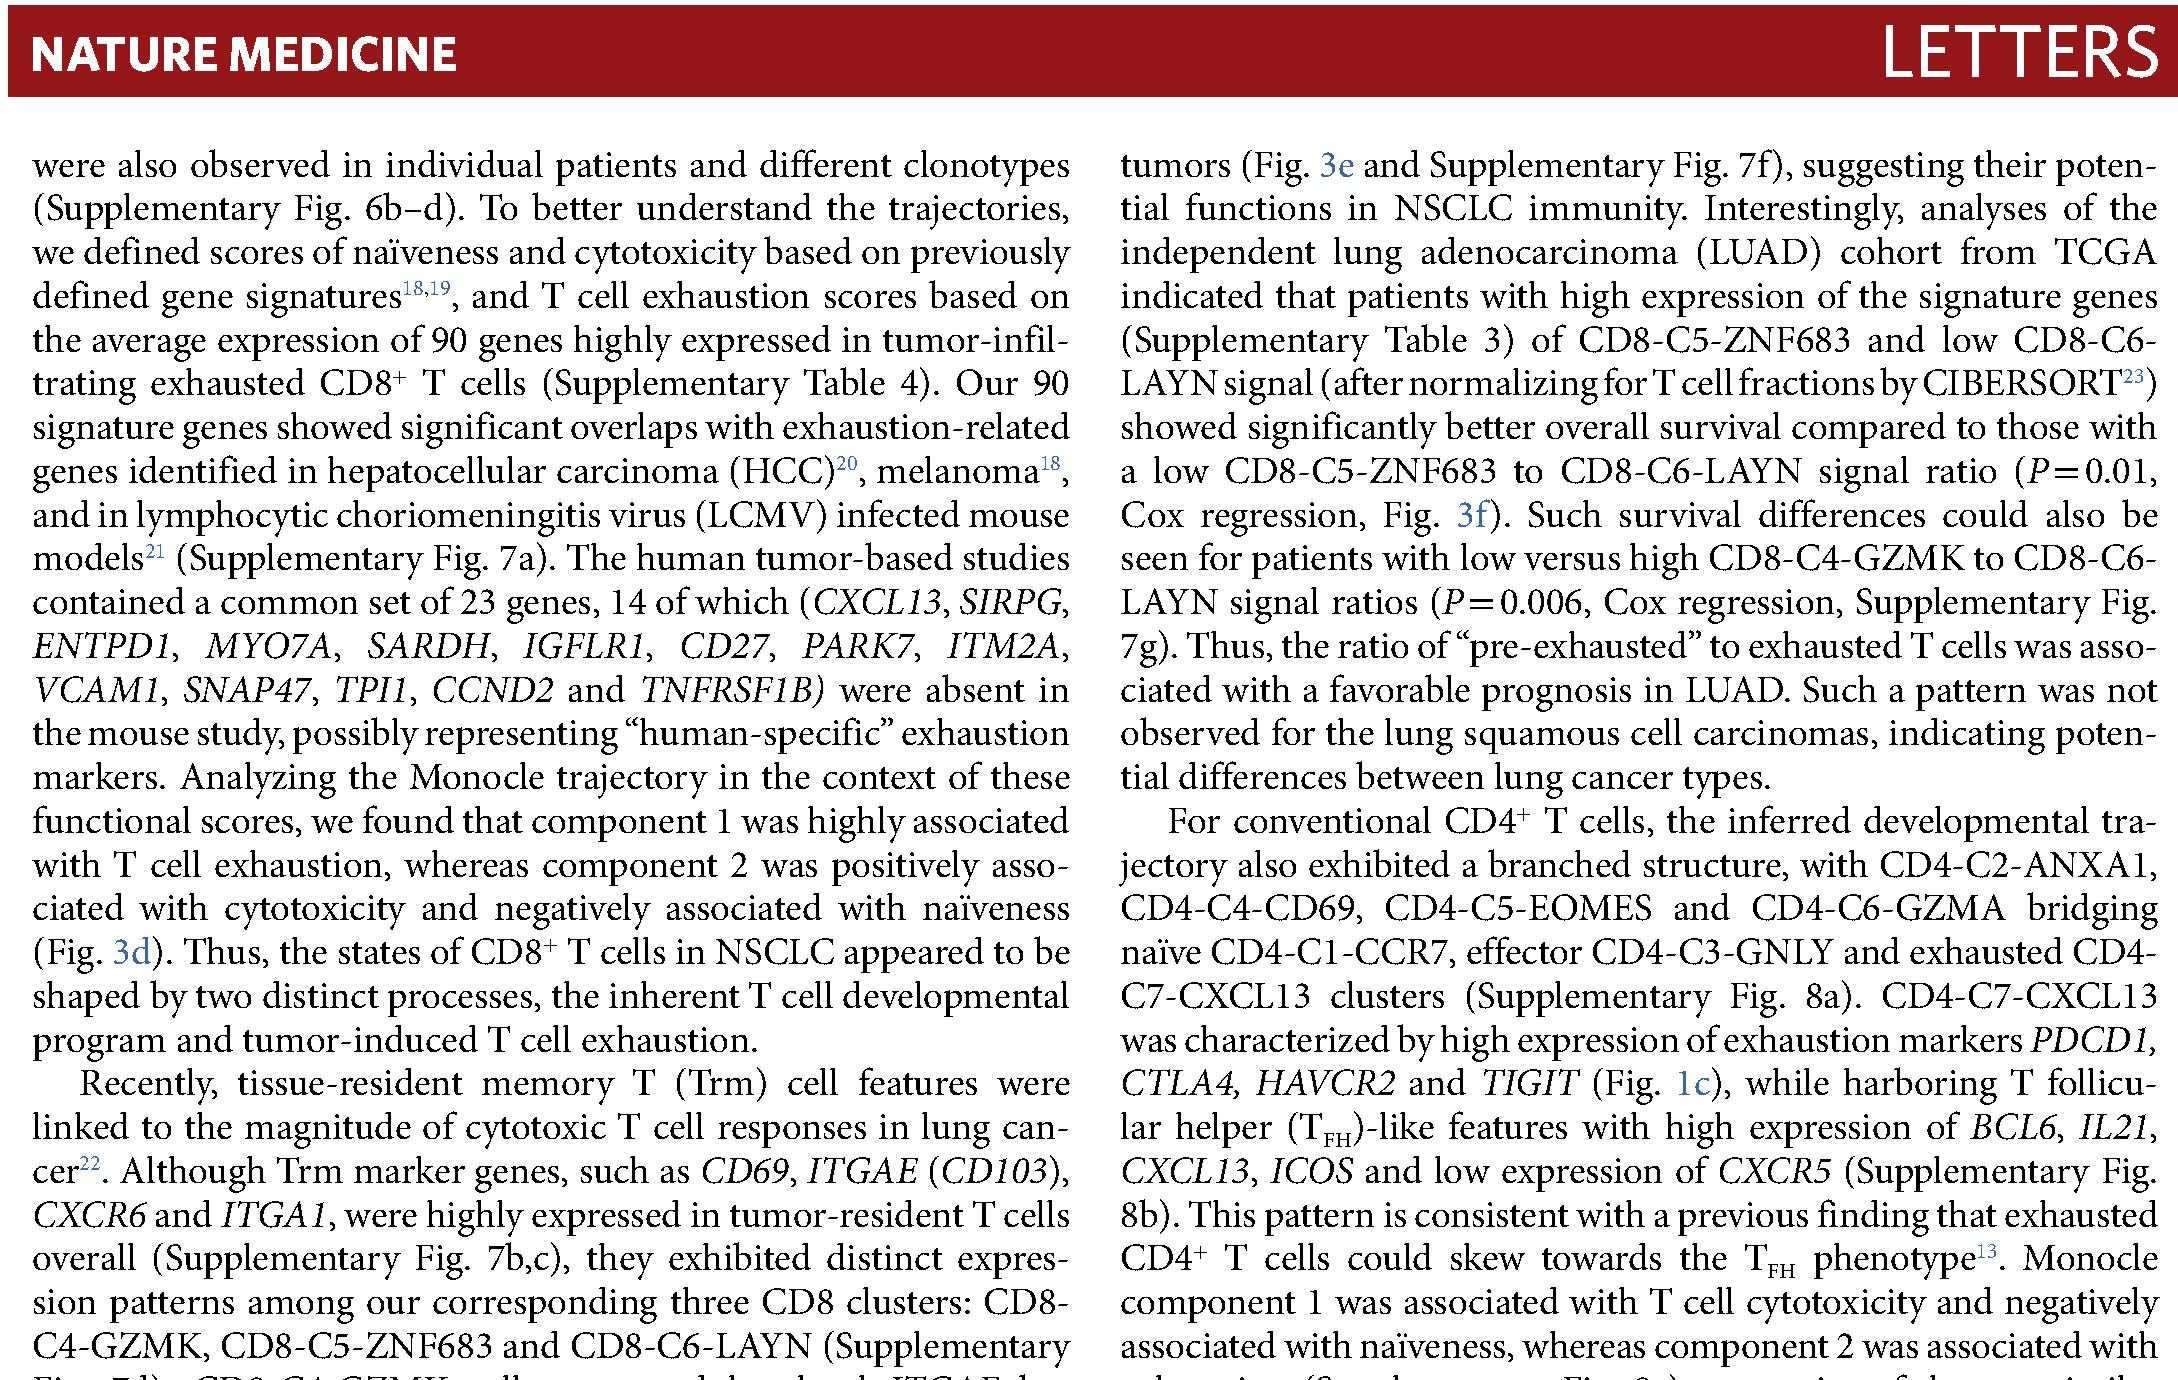 NATURE MEDICINE
LETTERS
were also observed in individual patients and different clonotypes
(Supplementary Fig. 6b–d). To better understand the trajectories,
we defined scores of naïveness and cytotoxicity based on previously
defined gene signatures18,19, and T cell exhaustion scores based on
the average expression of 90 genes highly expressed in tumor-infil-
trating exhausted CD8+ T cells (Supplementary Table 4). Our 90
signature genes showed significant overlaps with exhaustion-related
genes identified in hepatocellular carcinoma (HCC)20, melanoma18,
and in lymphocytic choriomeningitis virus (LCMV) infected mouse
models21 (Supplementary Fig. 7a). The human tumor-based studies
contained a common set of 23 genes, 14 of which (CXCL13, SIRPG,
ENTPD1, MYO7A, SARDH, IGFLR1, CD27, PARK7, ITM2A,
VCAM1, SNAP47, TPI1, CCND2 and TNFRSF1B) were absent in
the mouse study, possibly representing “human-specific” exhaustion
markers. Analyzing the Monocle trajectory in the context of these
functional scores, we found that component 1 was highly associated
with T cell exhaustion, whereas component 2 was positively asso-
ciated with cytotoxicity and negatively associated with naïveness
(Fig. 3d). Thus, the states of CD8+ T cells in NSCLC appeared to be
shaped by two distinct processes, the inherent T cell developmental
program and tumor-induced T cell exhaustion.
Recently, tissue-resident memory T (Trm) cell features were
linked to the magnitude of cytotoxic T cell responses in lung can-
cer22. Although Trm marker genes, such as CD69, ITGAE (CD103),
CXCR6 and ITGA1, were highly expressed in tumor-resident T cells
overall (Supplementary Fig. 7b,c), they exhibited distinct expres-
sion patterns among our corresponding three CD8 clusters: CD8-
C4-GZMK, CD8-C5-ZNF683 and CD8-C6-LAYN (Supplementary
tumors (Fig. 3e and Supplementary Fig. 7f), suggesting their poten-
tial functions in NSCLC immunity. Interestingly, analyses of the
independent lung adenocarcinoma (LUAD) cohort from TCGA
indicated that patients with high expression of the signature genes
(Supplementary Table 3) of CD8-C5-ZNF683 and low CD8-C6-
LAYN signal (after normalizing for T cell fractions by CIBERSORT23)
showed significantly better overall survival compared to those with
a low CD8-C5-ZNF683 to CD8-C6-LAYN signal ratio (P = 0.01,
Cox regression, Fig. 3f). Such survival differences could also be
seen for patients with low versus high CD8-C4-GZMK to CD8-C6-
LAYN signal ratios (P = 0.006, Cox regression, Supplementary Fig.
7g). Thus, the ratio of “pre-exhausted” to exhausted T cells was asso-
ciated with a favorable prognosis in LUAD. Such a pattern was not
observed for the lung squamous cell carcinomas, indicating poten-
tial differences between lung cancer types.
For conventional CD4+ T cells, the inferred developmental tra-
jectory also exhibited a branched structure, with CD4-C2-ANXA1,
CD4-C4-CD69, CD4-C5-EOMES and CD4-C6-GZMA bridging
naïve CD4-C1-CCR7, effector CD4-C3-GNLY and exhausted CD4-
C7-CXCL13 clusters (Supplementary Fig. 8a). CD4-C7-CXCL13
was characterized by high expression of exhaustion markers PDCD1,
CTLA4, HAVCR2 and TIGIT (Fig. 1c), while harboring T follicu-
lar helper (TFH)-like features with high expression of BCL6, IL21,
CXCL13, ICOS and low expression of CXCR5 (Supplementary Fig.
8b). This pattern is consistent with a previous finding that exhausted
CD4+ T cells could skew towards the TFH phenotype13. Monocle
component 1 was associated with T cell cytotoxicity and negatively
associated with naïveness, whereas component 2 was associated with